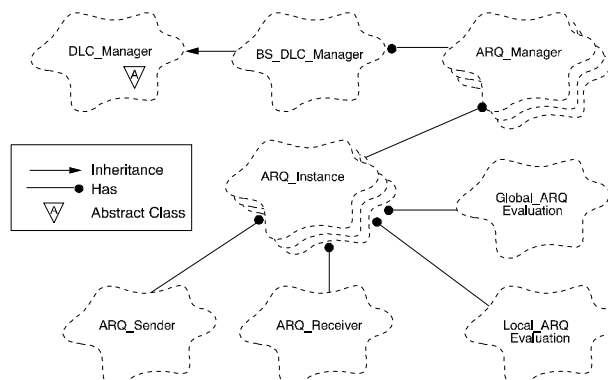 DLC_Manager
BS_DLC_Manager
ARQ_Manager
A
Inheritance
Has
A
Abstract Class
ARQ_Instance
Global_ARQ
Evaluation
ARQ_Sender
ARQ_Receiver
Local_ARQ
Evaluation